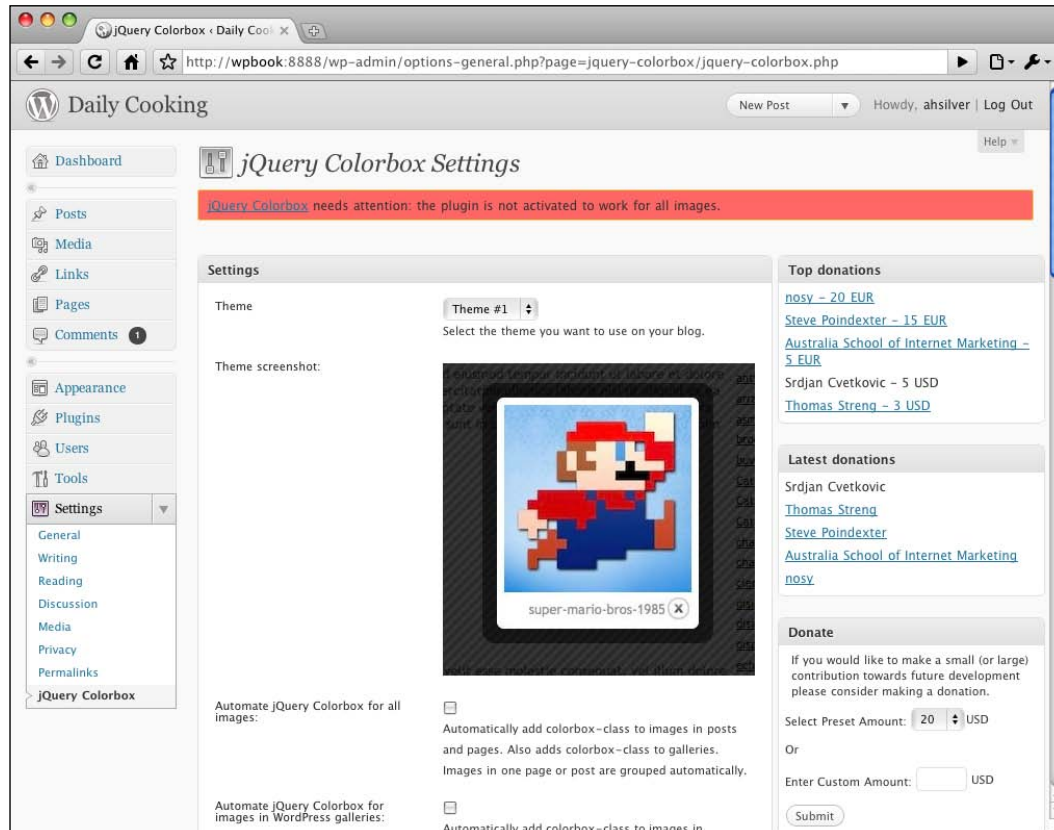 jQuery Colorbox ‹ Daily Cook
http://wpbook:8888/wp-admin/options-general.php?page=jquery-colorbox/jquery-colorbox.php
Daily Cooking
New Post
Howdy, ahsilver | Log Out
Help
Dashboard
Posts
Media
Links
Pages
Comments 1
Appearance
Plugins
Users
Tools
Settings
General
Writing
Reading
Discussion
Media
Privacy
Permalinks
jQuery Colorbox
jQuery Colorbox Settings
jQuery Colorbox needs attention: the plugin is not activated to work for all images.
Settings
Theme
Theme #1
Select the theme you want to use on your blog.
Theme screenshot:
super-mario-bros-1985 X
Automate jQuery Colorbox for all
images:
Automatically add colorbox-class to images in posts
and pages. Also adds colorbox-class to galleries.
Images in one page or post are grouped automatically.
Automate jQuery Colorbox for
images in WordPress galleries:
Automatically add colorbox-class to images in
Top donations
nosy - 20 EUR
Steve Poindexter - 15 EUR
Australia School of Internet Marketing -
5 EUR
Srdjan Cvetkovic - 5 USD
Thomas Streng - 3 USD
Latest donations
Srdjan Cvetkovic
Thomas Streng
Steve Poindexter
Australia School of Internet Marketing
nosy
Donate
If you would like to make a small (or large)
contribution towards future development
please consider making a donation.
Select Preset Amount: 20 USD
Or
Enter Custom Amount: USD
Submit